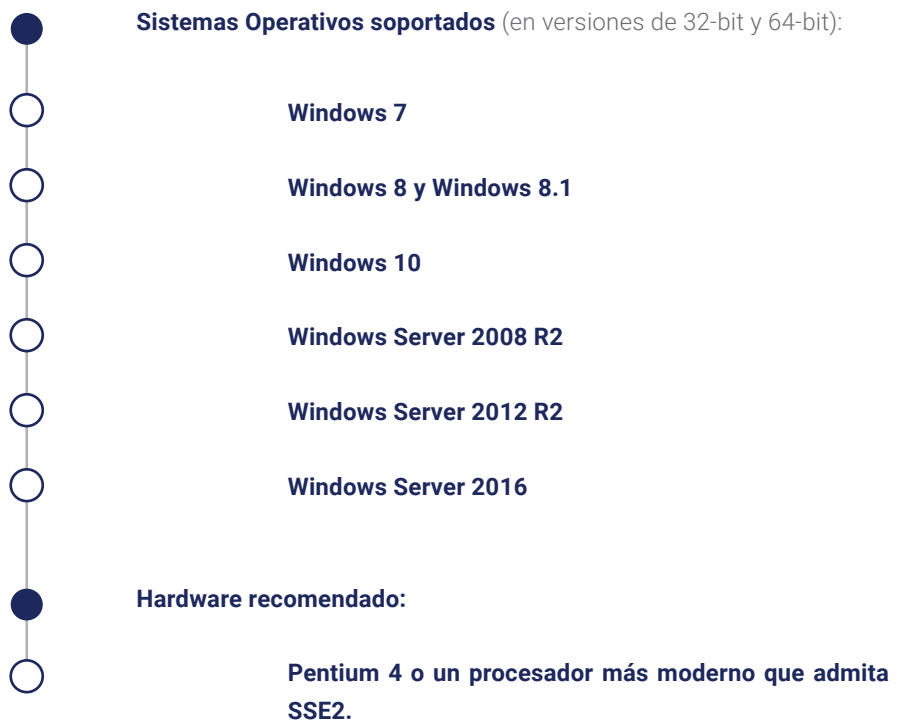 Sistemas Operativos soportados (en versiones de 32-bit y 64-bit):
Windows 7
Windows 8 y Windows 8.1
Windows 10
Windows Server 2008 R2
Windows Server 2012 R2
Windows Server 2016
Hardware recomendado:
Pentium 4 o un procesador más moderno que admita
SSE2.